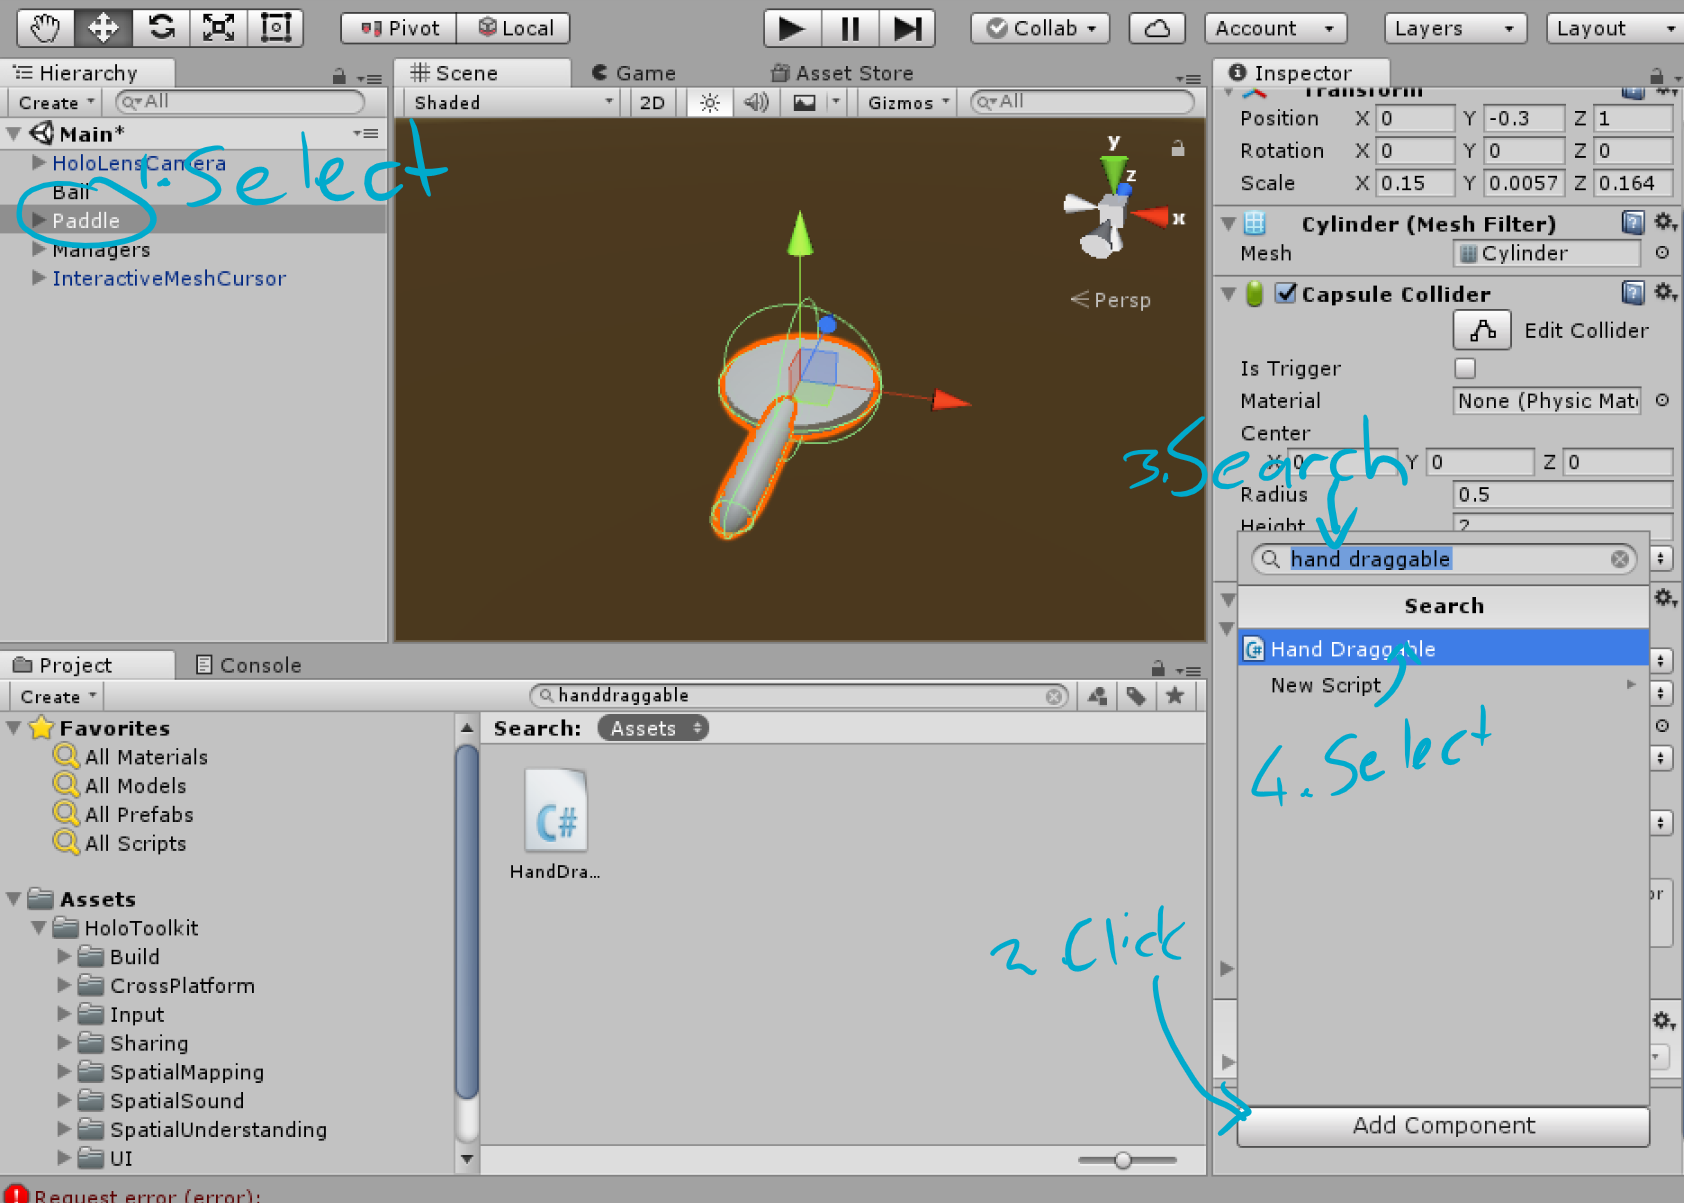 Pivot Local Collab Account Layers Layout
Hierarchy
Create All
Main*
HoloLensCamera
Ball
Paddle
Managers
InteractiveMeshCursor
1. Select
Scene Game Asset Store
Shaded 2D Gizmos All
y
z
x
Persp
Inspector
Transform
Position X 0 Y -0.3 Z 1
Rotation X 0 Y 0 Z 0
Scale X 0.15 Y 0.0057 Z 0.164
Cylinder (Mesh Filter)
Mesh Cylinder
Capsule Collider
Edit Collider
Is Trigger
Material None (Physic Mat
Center
X 0 Y 0 Z 0
Radius 0.5
Height 2
3. Search
hand draggable
Search
Hand Draggable
New Script
4. Select
2 Click
Add Component
Project Console
Create handdraggable
Favorites
All Materials
All Models
All Prefabs
All Scripts
Assets
HoloToolkit
Build
CrossPlatform
Input
Sharing
SpatialMapping
SpatialSound
SpatialUnderstanding
UI
Search: Assets
C#
HandDra...
Request error (error):